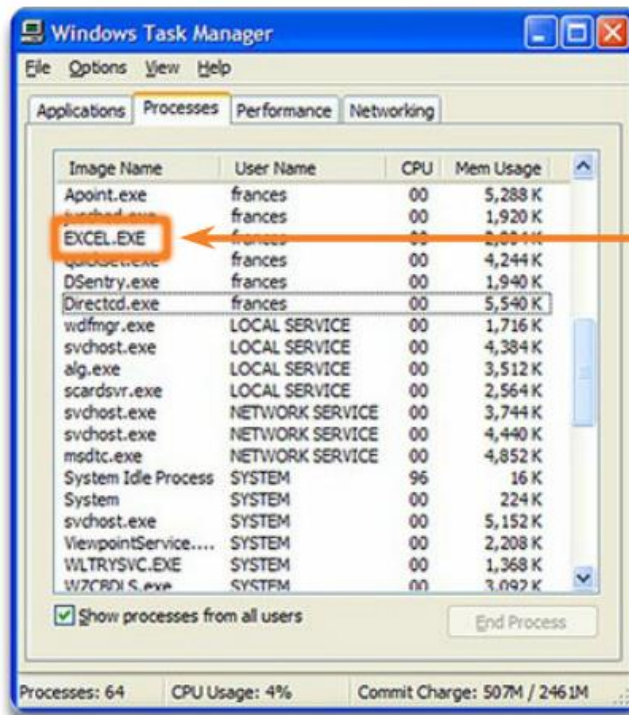 Windows Task Manager
File Options View Help
Applications Processes Performance Networking
Image Name User Name CPU Mem Usage
Apoint.exe frances 00 5,288 K
frances 00 1,920 K
EXCEL.EXE frances 00
frances 00 4,244 K
DSentry.exe frances 00 1,940 K
Directcd.exe frances 00 5,540 K
wdfmgr.exe LOCAL SERVICE 00 1,716 K
svchost.exe LOCAL SERVICE 00 4,384 K
alg.exe LOCAL SERVICE 00 3,512 K
scardsvr.exe LOCAL SERVICE 00 2,564 K
svchost.exe NETWORK SERVICE 00 3,744 K
svchost.exe NETWORK SERVICE 00 4,440 K
msdtc.exe NETWORK SERVICE 00 4,852 K
System Idle Process SYSTEM 96 16 K
System SYSTEM 00 224 K
svchost.exe SYSTEM 00 5,152 K
ViewpointService.... SYSTEM 00 2,208 K
WLTRYSVC.EXE SYSTEM 00 1,368 K
WZCBDLS.exe SYSTEM 00 3,092 K
Show processes from all users
End Process
Processes: 64 CPU Usage: 4% Commit Charge: 507M / 2461M